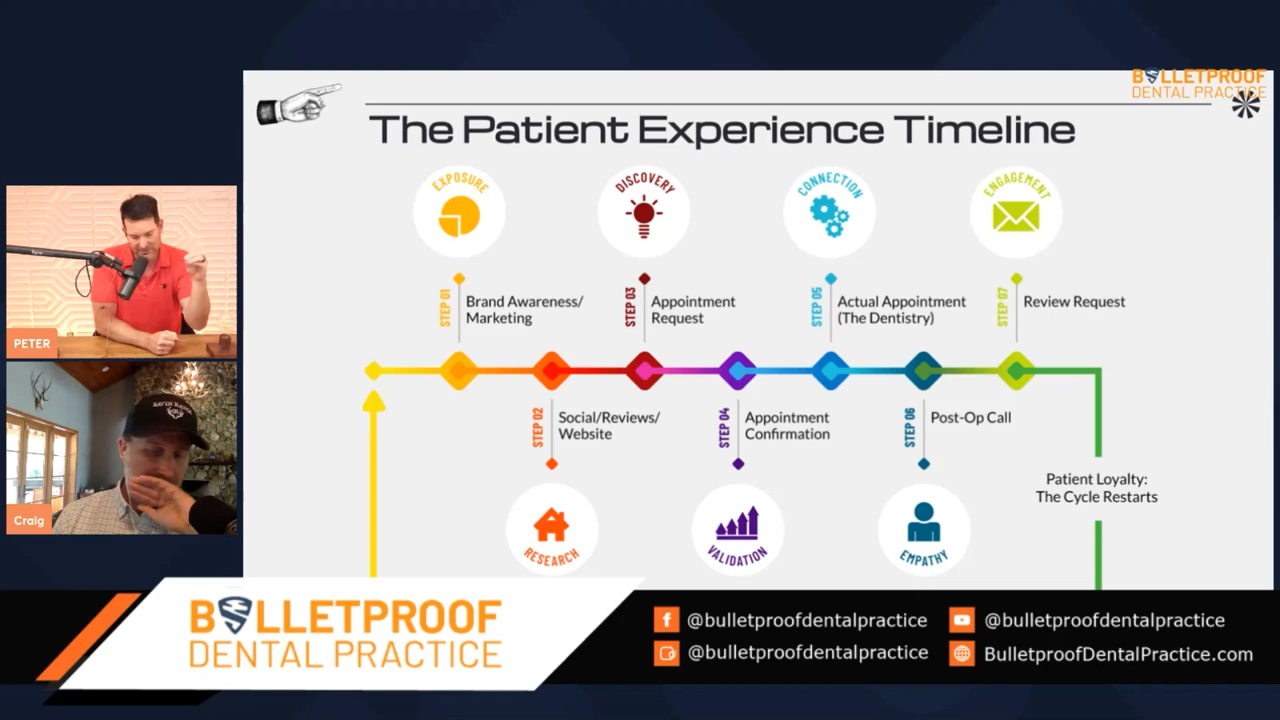 BULLETPROOF
DENTAL PRACTICE
The Patient Experience Timeline
EXPOSURE
DISCOVERY
CONNECTION
ENGAGEMENT
STEP 01
Brand Awareness/
Marketing
STEP 03
Appointment
Request
STEP 05
Actual Appointment
(The Dentistry)
STEP 07
Review Request
PETER
STEP 02
Social/Reviews/
Website
STEP 04
Appointment
Confirmation
STEP 06
Post-Op Call
Patient Loyalty:
The Cycle Restarts
Craig
RESEARCH
VALIDATION
EMPATHY
BULLETPROOF
DENTAL PRACTICE
@bulletproofdentalpractice
@bulletproofdentalpractice
@bulletproofdentalpractice
BulletproofDentalPractice.com